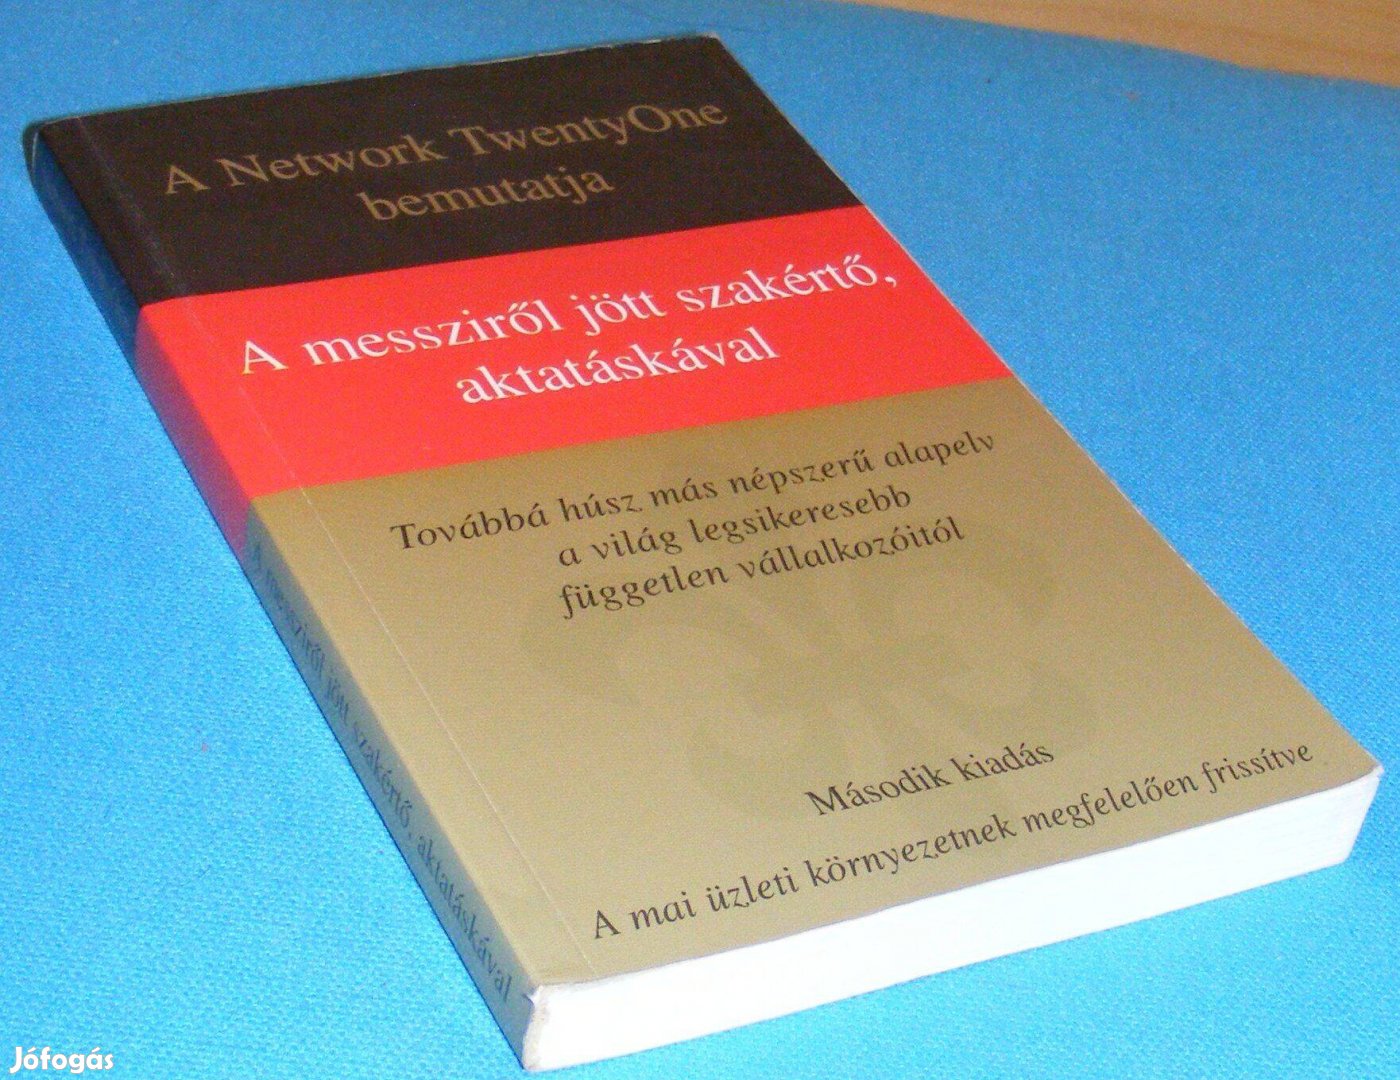 A Network TwentyOne
bemutatja
A messziről jött szakértő,
aktatáskával
Továbbá húsz más népszerű alapelv
a világ legsikeresebb
független vállalkozóitól
Második kiadás
A mai üzleti környezetnek megfelelően frissítve
A messziről jött szakértő, aktatáskával
Jófogás